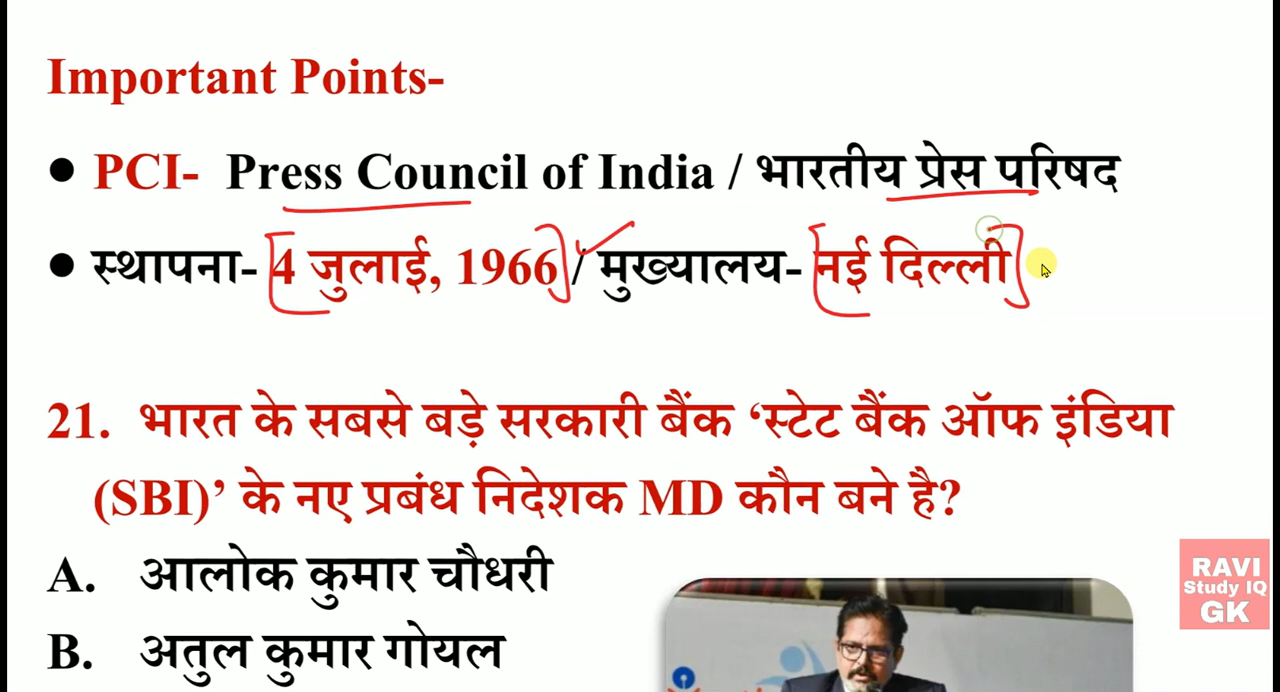 Important Points-
● PCI- Press Council of India / भारतीय प्रेस परिषद
● स्थापना- 4 जुलाई, 1966 / मुख्यालय- नई दिल्ली
21. भारत के सबसे बड़े सरकारी बैंक ‘स्टेट बैंक ऑफ इंडिया
(SBI)’ के नए प्रबंध निदेशक MD कौन बने है?
A. आलोक कुमार चौधरी
B. अतुल कुमार गोयल
RAVI
Study IQ
GK